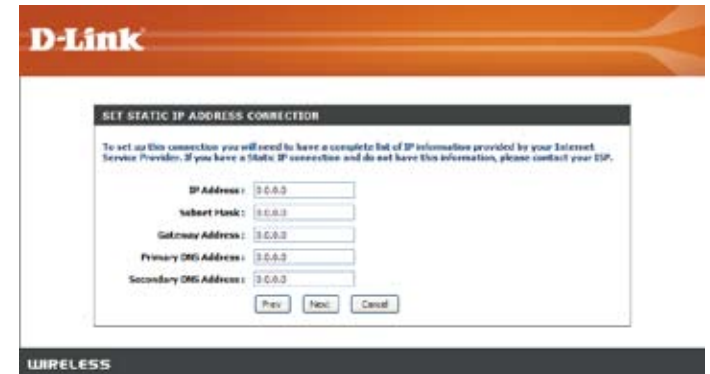 D-Link
SET STATIC IP ADDRESS CONNECTION
To set up this connection you will need to have a complete list of IP information provided by your Internet
Service Provider. If you have a Static IP connection and do not have this information, please contact your ISP.
IP Address : 0.0.0.0
Subnet Mask : 0.0.0.0
Gateway Address : 0.0.0.0
Primary DNS Address : 0.0.0.0
Secondary DNS Address : 0.0.0.0
Prev Next Cancel
WIRELESS